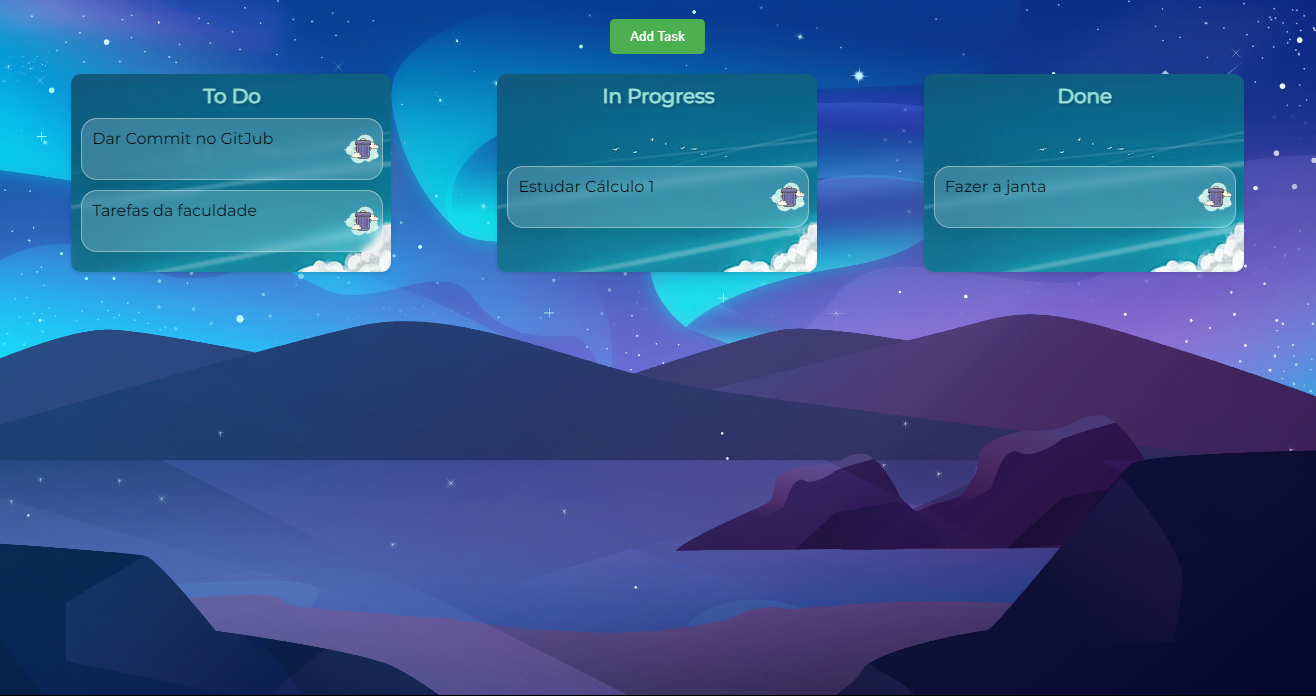 Add Task
To Do
Dar Commit no GitJub
Tarefas da faculdade
In Progress
Estudar Cálculo 1
Done
Fazer a janta